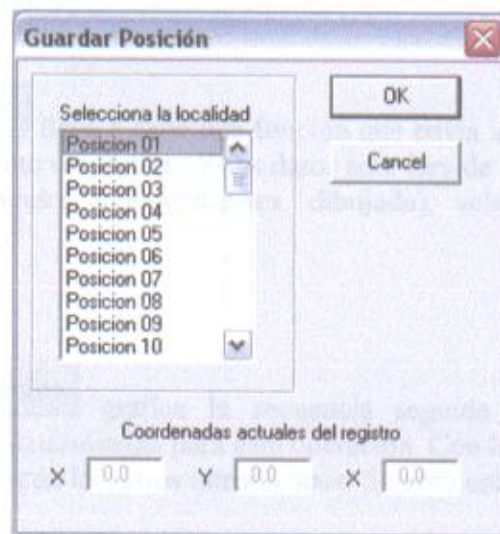 Guardar Posición
Selecciona la localidad
Posicion 01
Posicion 02
Posicion 03
Posicion 04
Posicion 05
Posicion 06
Posicion 07
Posicion 08
Posicion 09
Posicion 10
OK
Cancel
Coordenadas actuales del registro
X 0,0 Y 0,0 X 0,0